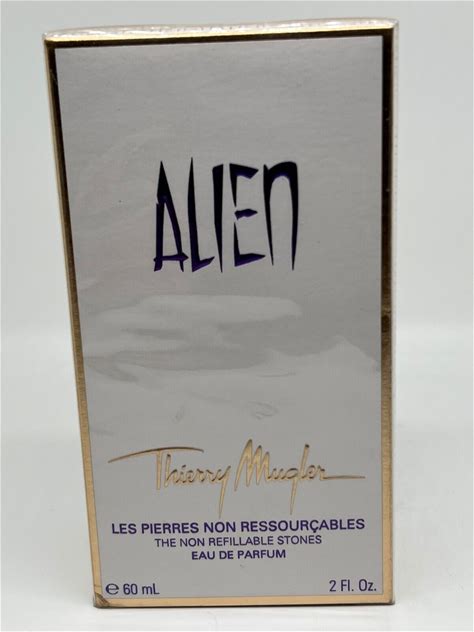 ALIEN
Thierry Mugler
LES PIERRES NON RESSOURÇABLES
THE NON REFILLABLE STONES
EAU DE PARFUM
℮ 60 mL 2 Fl. Oz.